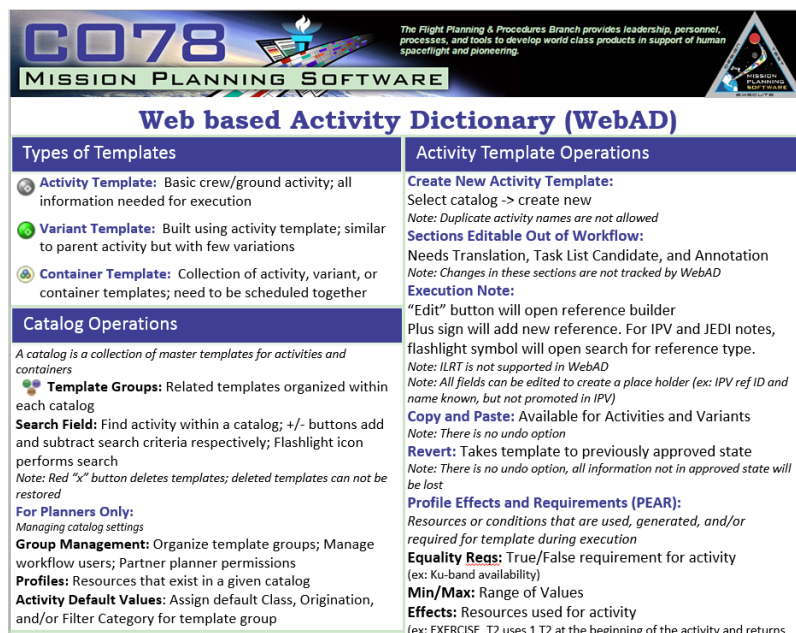 CO78
MISSION PLANNING SOFTWARE
The Flight Planning & Procedures Branch provides leadership, personnel,
processes, and tools to develop world class products in support of human
spaceflight and pioneering.
MISSION
PLANNING
SOFTWARE
EXECUTE
Web based Activity Dictionary (WebAD)
Types of Templates
Activity Template: Basic crew/ground activity; all
information needed for execution
Variant Template: Built using activity template; similar
to parent activity but with few variations
Container Template: Collection of activity, variant, or
container templates; need to be scheduled together
Catalog Operations
A catalog is a collection of master templates for activities and
containers
Template Groups: Related templates organized within
each catalog
Search Field: Find activity within a catalog; +/- buttons add
and subtract search criteria respectively; Flashlight icon
performs search
Note: Red “x” button deletes templates; deleted templates can not be
restored
For Planners Only:
Managing catalog settings
Group Management: Organize template groups; Manage
workflow users; Partner planner permissions
Profiles: Resources that exist in a given catalog
Activity Default Values: Assign default Class, Origination,
and/or Filter Category for template group
Activity Template Operations
Create New Activity Template:
Select catalog -> create new
Note: Duplicate activity names are not allowed
Sections Editable Out of Workflow:
Needs Translation, Task List Candidate, and Annotation
Note: Changes in these sections are not tracked by WebAD
Execution Note:
“Edit” button will open reference builder
Plus sign will add new reference. For IPV and JEDI notes,
flashlight symbol will open search for reference type.
Note: ILRT is not supported in WebAD
Note: All fields can be edited to create a place holder (ex: IPV ref ID and
name known, but not promoted in IPV)
Copy and Paste: Available for Activities and Variants
Note: There is no undo option
Revert: Takes template to previously approved state
Note: There is no undo option, all information not in approved state will
be lost
Profile Effects and Requirements (PEAR):
Resources or conditions that are used, generated, and/or
required for template during execution
Equality Reqs: True/False requirement for activity
(ex: Ku-band availability)
Min/Max: Range of Values
Effects: Resources used for activity
(ex: EXERCISE_T2 uses 1 T2 at the beginning of the activity and returns